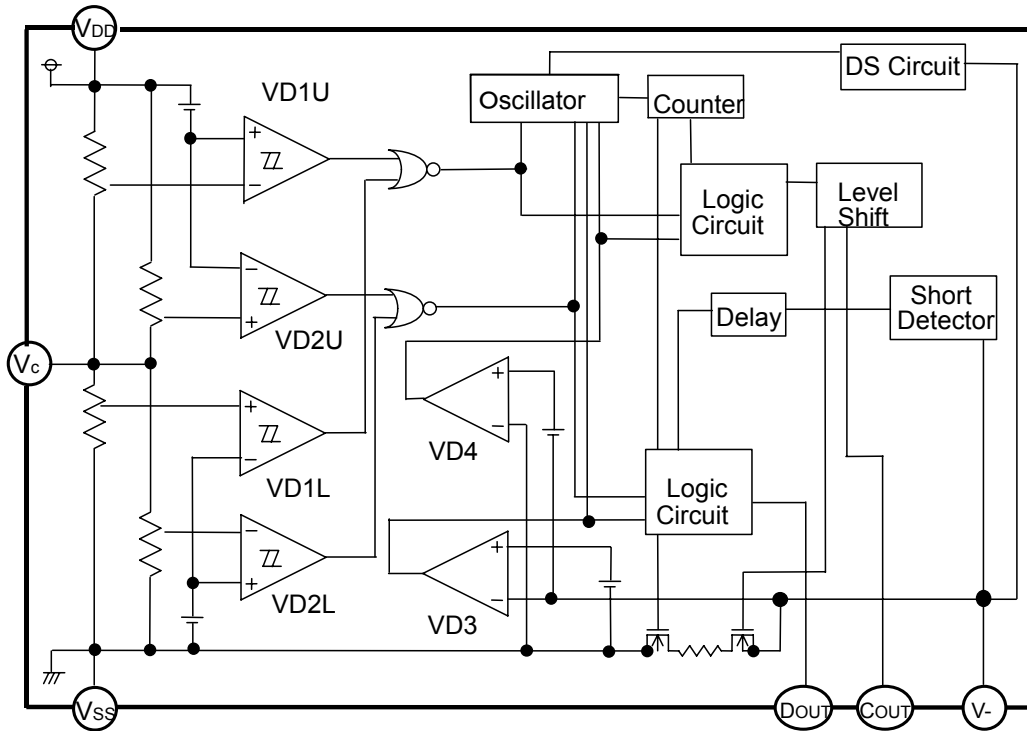 VDD
DS Circuit
VD1U
Oscillator
Counter
+
−
Logic
Circuit
Level
Shift
−
+
VD2U
Delay
Short
Detector
Vc
+
−
VD4
+
−
VD1L
Logic
Circuit
−
+
VD2L
+
−
VD3
VSS
DOUT
COUT
V-